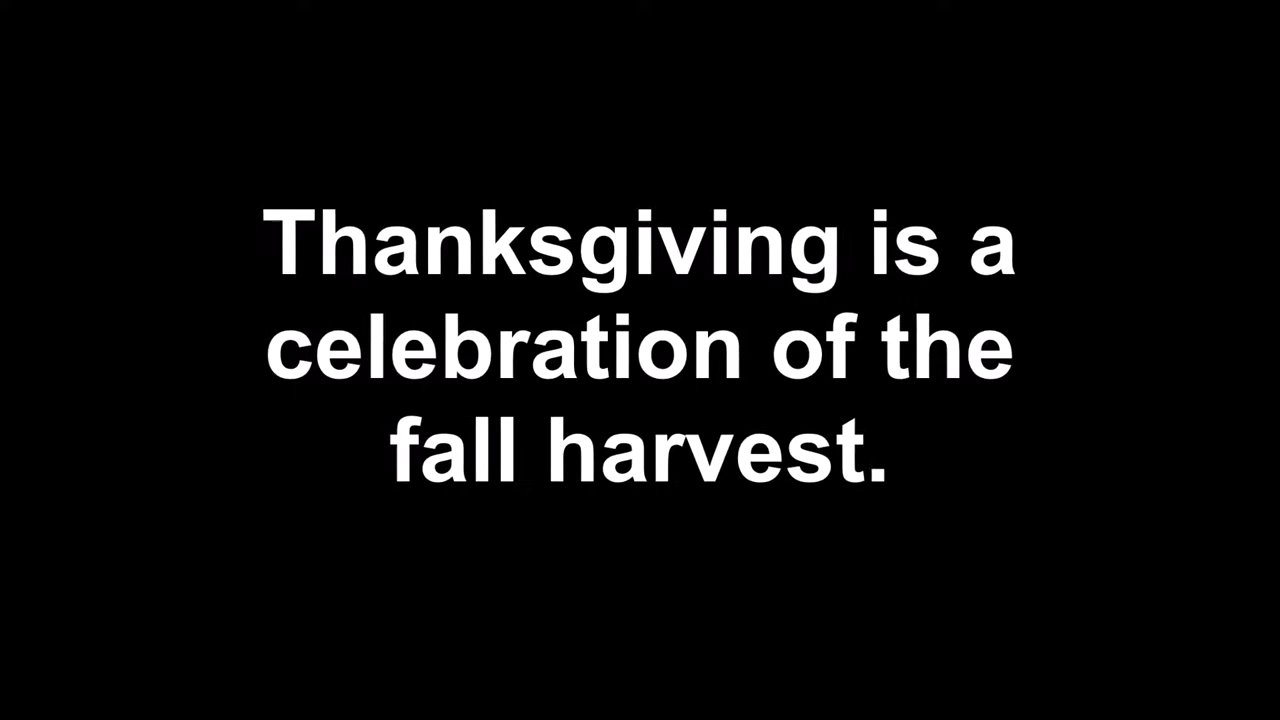 Thanksgiving is a
celebration of the
fall harvest.